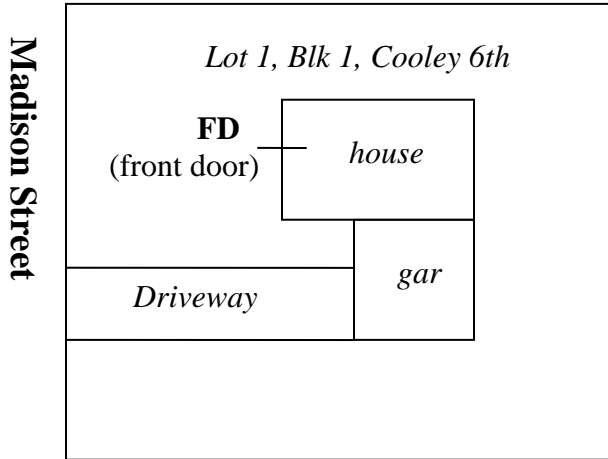 Madison Street
Lot 1, Blk 1, Cooley 6th
FD
(front door)
house
gar
Driveway